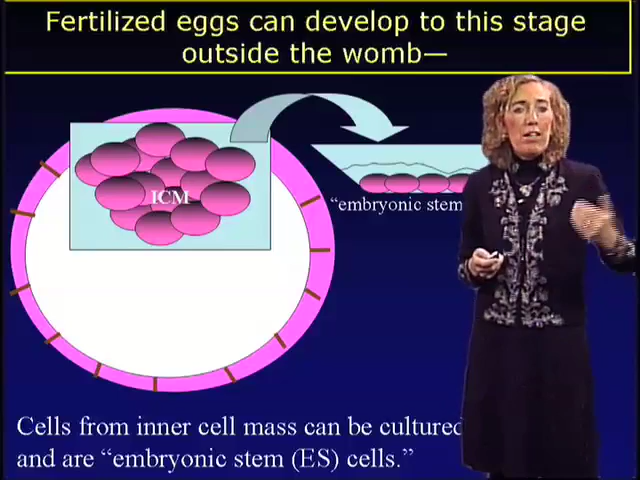 Fertilized eggs can develop to this stage
outside the womb—
ICM
“embryonic stem
Cells from inner cell mass can be cultured
and are “embryonic stem (ES) cells.”